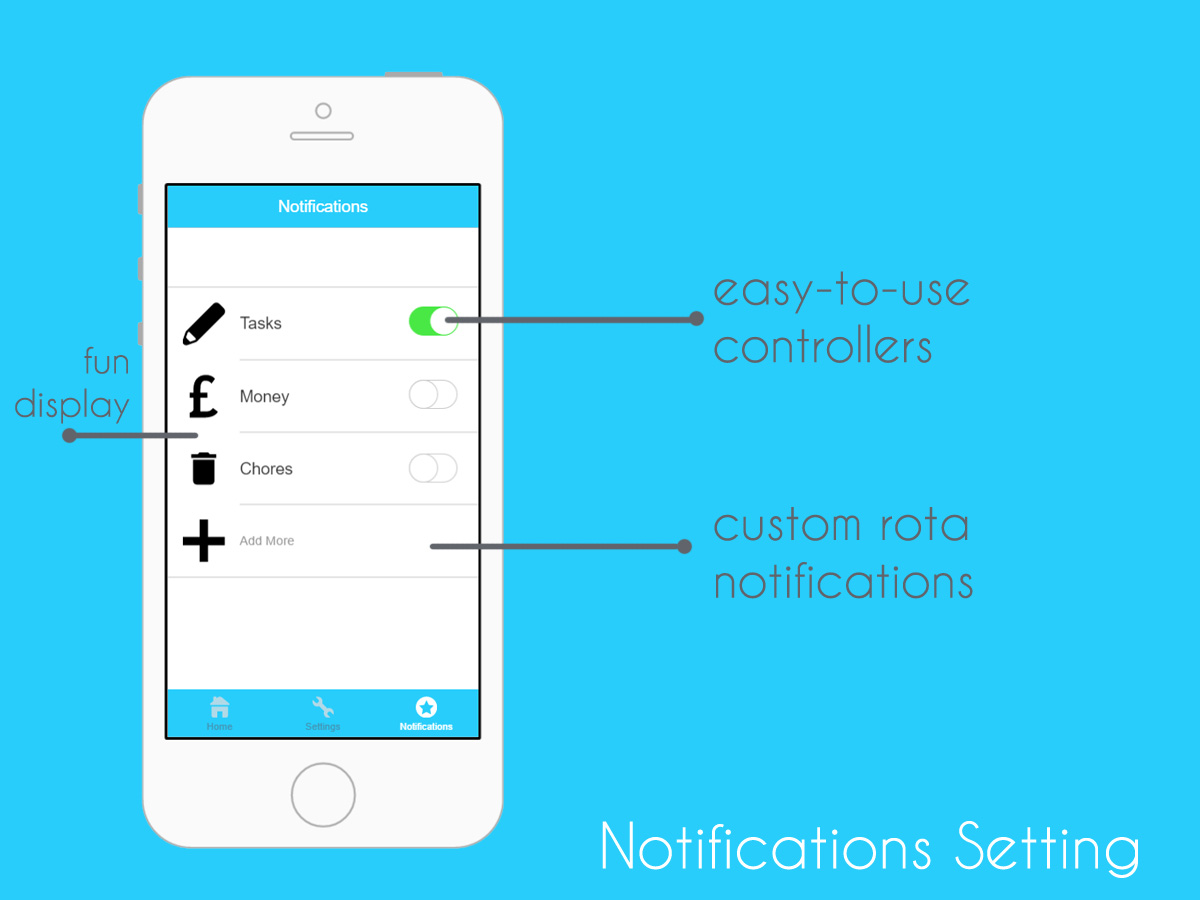 Notifications
Tasks
£ Money
Chores
Add More
Home
Settings
Notifications
fun
display
easy-to-use
controllers
custom rota
notifications
Notifications Setting